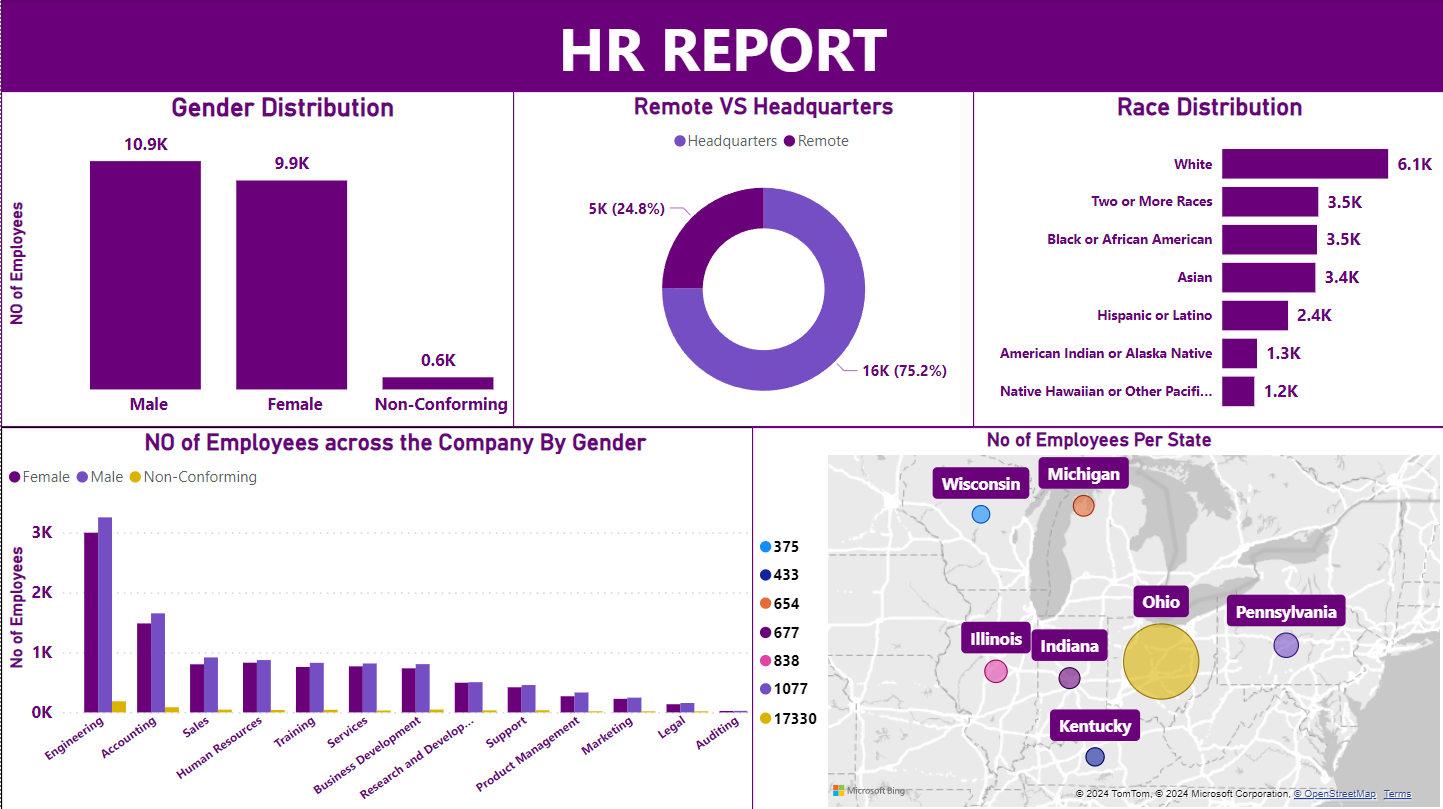 HR REPORT
Gender Distribution
NO of Employees
10.9K
9.9K
0.6K
Male
Female
Non-Conforming
Remote VS Headquarters
Headquarters
Remote
5K (24.8%)
16K (75.2%)
Race Distribution
White 6.1K
Two or More Races 3.5K
Black or African American 3.5K
Asian 3.4K
Hispanic or Latino 2.4K
American Indian or Alaska Native 1.3K
Native Hawaiian or Other Pacifi... 1.2K
NO of Employees across the Company By Gender
Female
Male
Non-Conforming
No of Employees
3K
2K
1K
0K
Engineering
Accounting
Sales
Human Resources
Training
Services
Business Development
Research and Develop...
Support
Product Management
Marketing
Legal
Auditing
No of Employees Per State
375
433
654
677
838
1077
17330
Wisconsin
Michigan
Ohio
Pennsylvania
Illinois
Indiana
Kentucky
Microsoft Bing
© 2024 TomTom, © 2024 Microsoft Corporation, © OpenStreetMap Terms